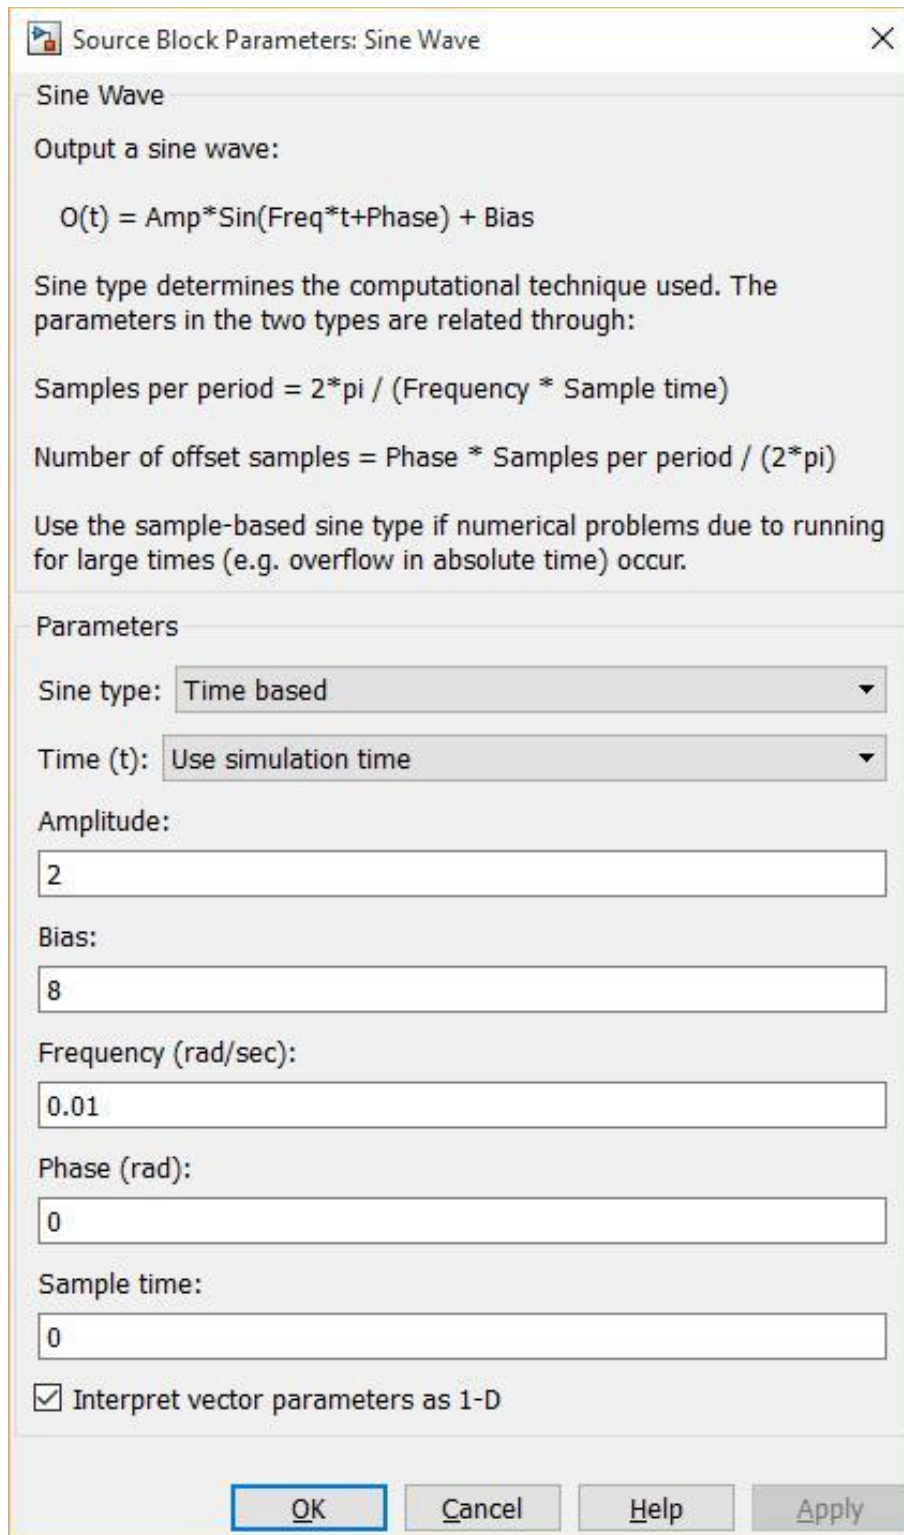 Source Block Parameters: Sine Wave
Sine Wave
Output a sine wave:
O(t) = Amp*Sin(Freq*t+Phase) + Bias
Sine type determines the computational technique used. The
parameters in the two types are related through:
Samples per period = 2*pi / (Frequency * Sample time)
Number of offset samples = Phase * Samples per period / (2*pi)
Use the sample-based sine type if numerical problems due to running
for large times (e.g. overflow in absolute time) occur.
Parameters
Sine type: Time based
Time (t): Use simulation time
Amplitude:
2
Bias:
8
Frequency (rad/sec):
0.01
Phase (rad):
0
Sample time:
0
Interpret vector parameters as 1-D
OK Cancel Help Apply